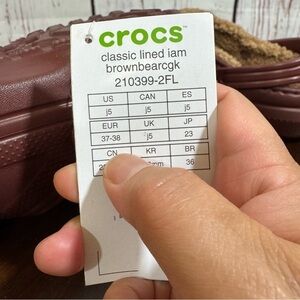 crocs™
classic lined iam
brownbearcgk
210399-2FL
US CAN ES
j5 j5 j5
EUR UK JP
37-38 j5 23
CN KR BR
36